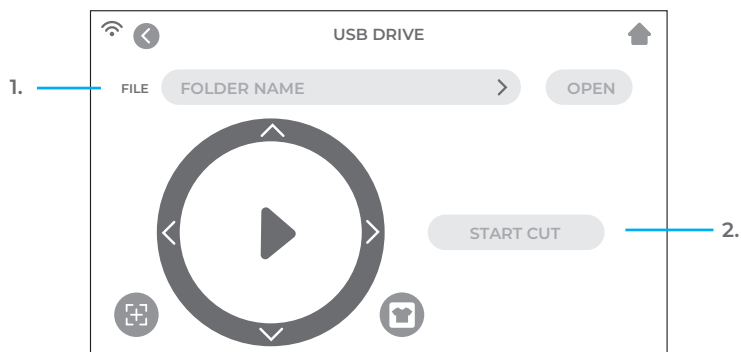 USB DRIVE
1.
FILE
FOLDER NAME
OPEN
START CUT
2.